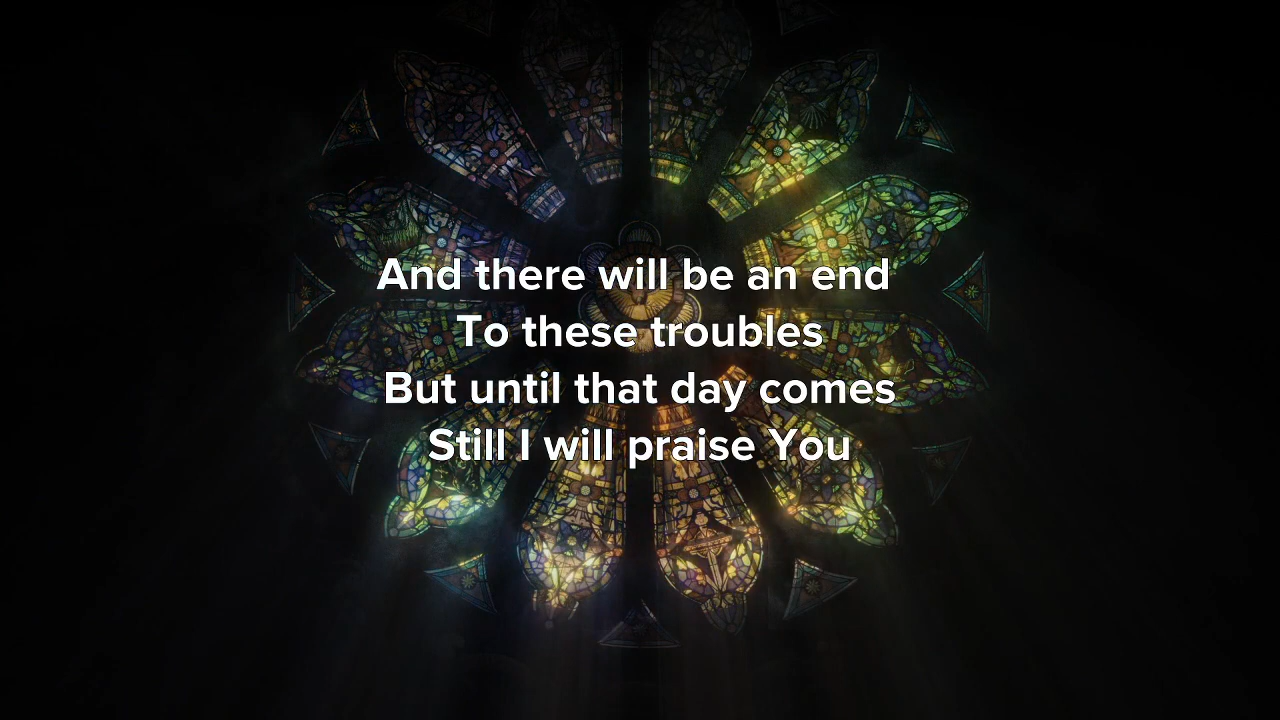 And there will be an end
To these troubles
But until that day comes
Still I will praise You